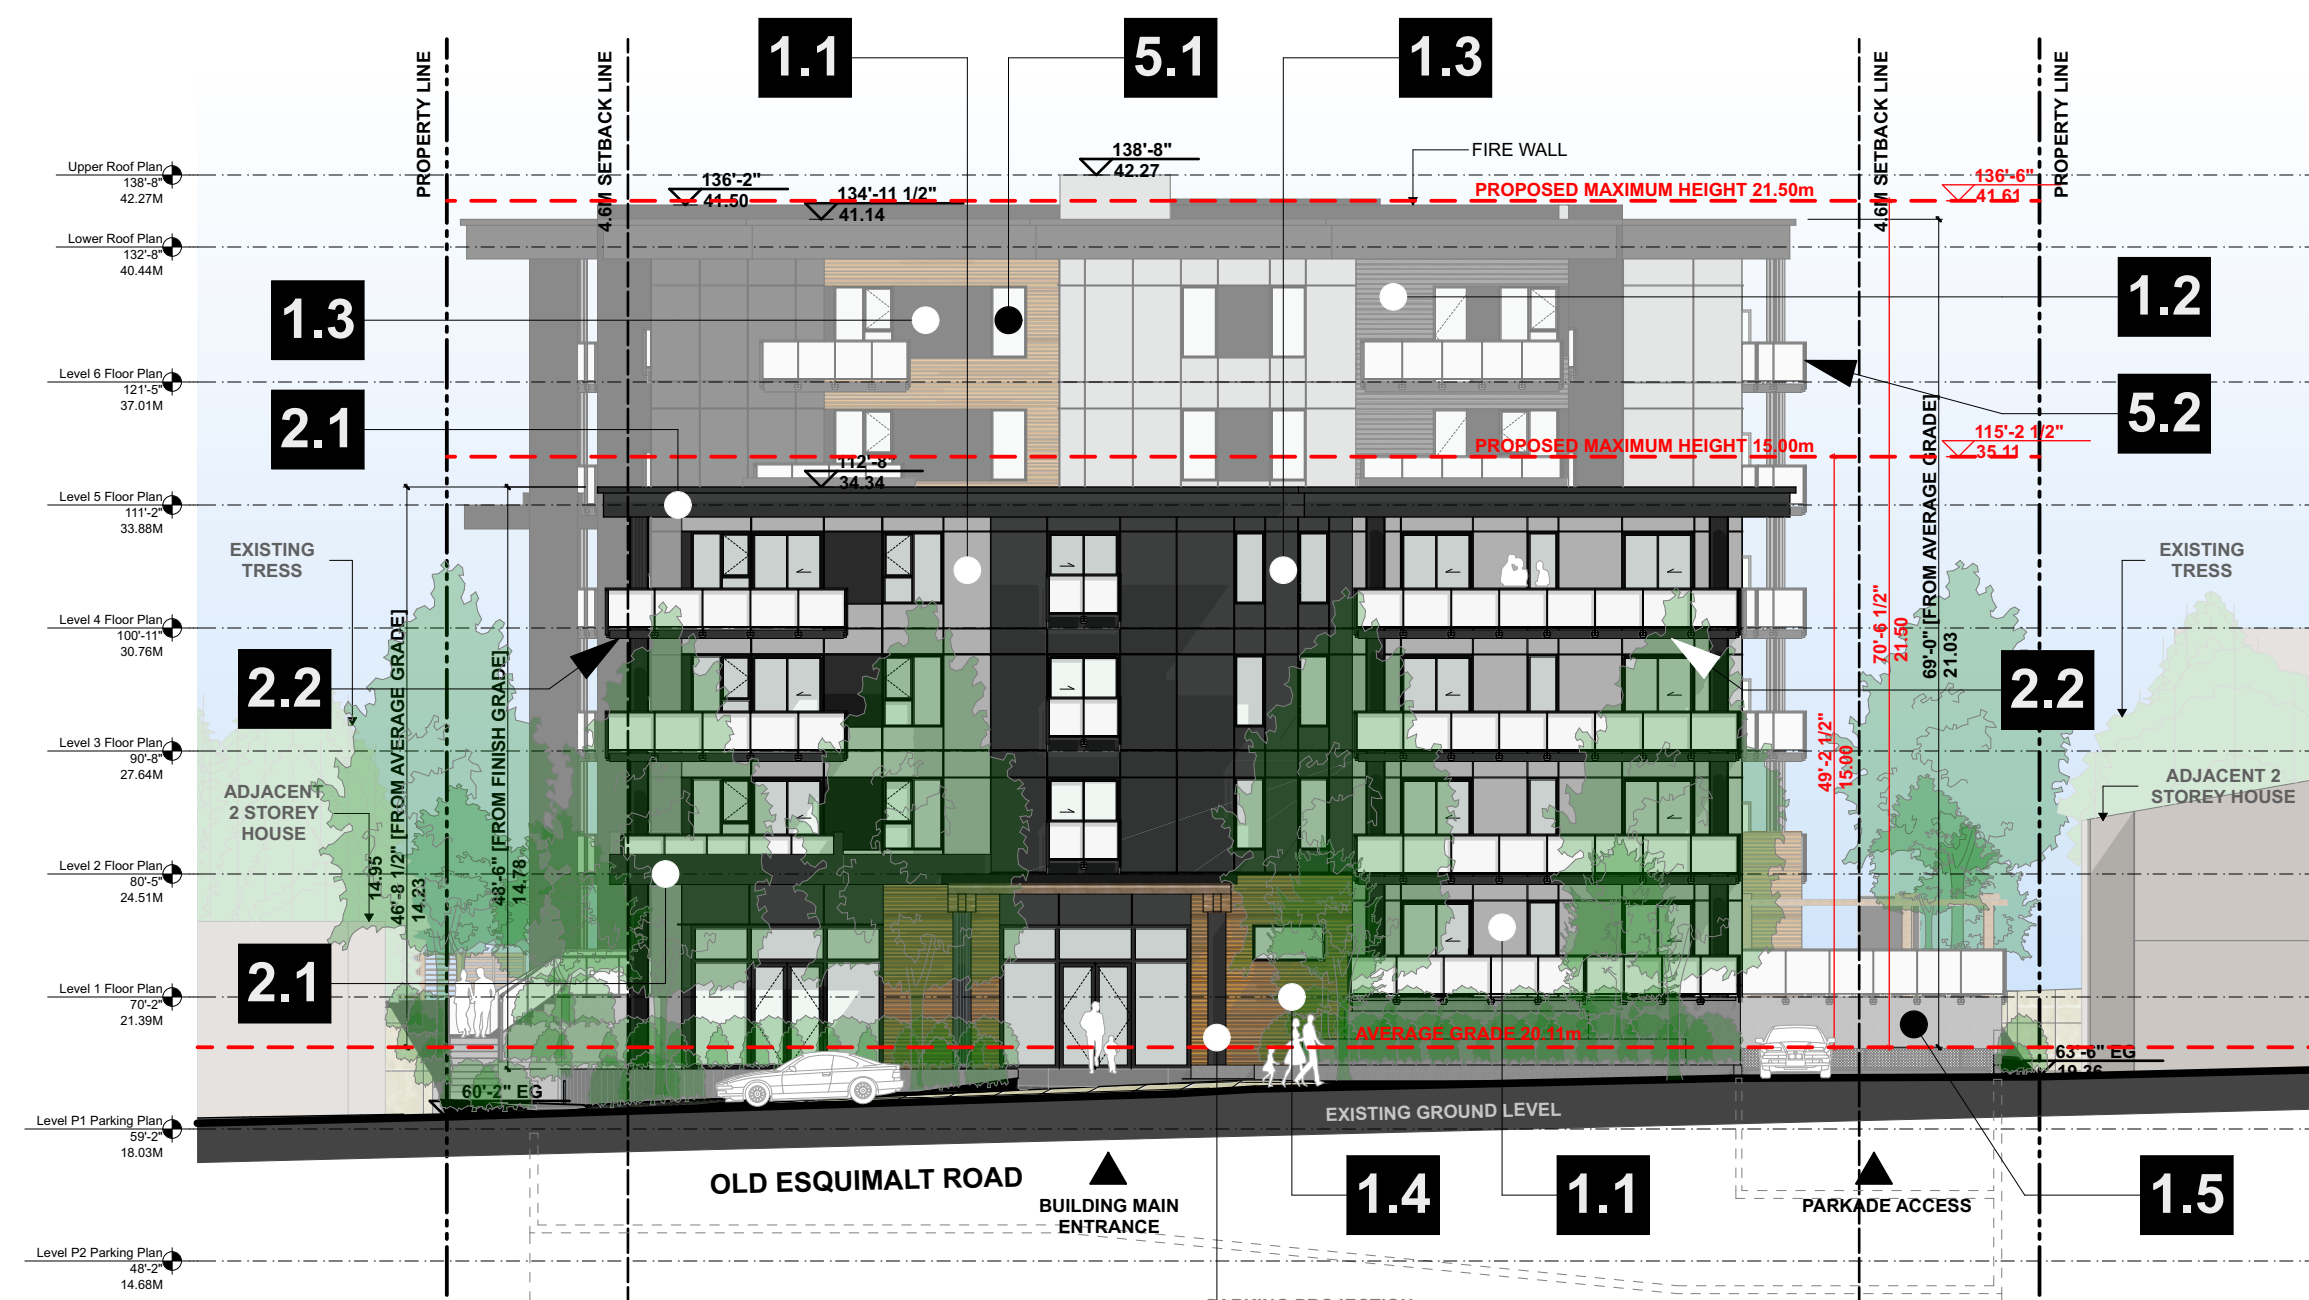 1.1
5.1
1.3
PROPERTY LINE
4.6M SETBACK LINE
4.6M SETBACK LINE
PROPERTY LINE
FIRE WALL
Upper Roof Plan
138'-8"
42.27M
138'-8"
42.27
136'-2"
41.50
134'-11 1/2"
41.14
PROPOSED MAXIMUM HEIGHT 21.50m
136'-6"
41.61
Lower Roof Plan
132'-8"
40.44M
1.3
1.2
Level 6 Floor Plan
121'-5"
37.01M
2.1
5.2
PROPOSED MAXIMUM HEIGHT 15.00m
115'-2 1/2"
35.11
112'-8"
34.34
Level 5 Floor Plan
111'-2"
33.88M
EXISTING
TRESS
EXISTING
TRESS
Level 4 Floor Plan
100'-11"
30.76M
2.2
2.2
46'-8 1/2" [FROM AVERAGE GRADE]
14.23
14.95
48'-6" [FROM FINISH GRADE]
14.78
70'-6 1/2"
21.50
69'-0" [FROM AVERAGE GRADE]
21.03
49'-2 1/2"
15.00
Level 3 Floor Plan
90'-8"
27.64M
ADJACENT
2 STOREY
HOUSE
ADJACENT 2
STOREY HOUSE
Level 2 Floor Plan
80'-5"
24.51M
2.1
Level 1 Floor Plan
70'-2"
21.39M
AVERAGE GRADE 20.11m
63'-6" EG
19.36
60'-2" EG
EXISTING GROUND LEVEL
Level P1 Parking Plan
59'-2"
18.03M
OLD ESQUIMALT ROAD
BUILDING MAIN
ENTRANCE
1.4
1.1
PARKADE ACCESS
1.5
Level P2 Parking Plan
48'-2"
14.68M
PARKING PROJECTION